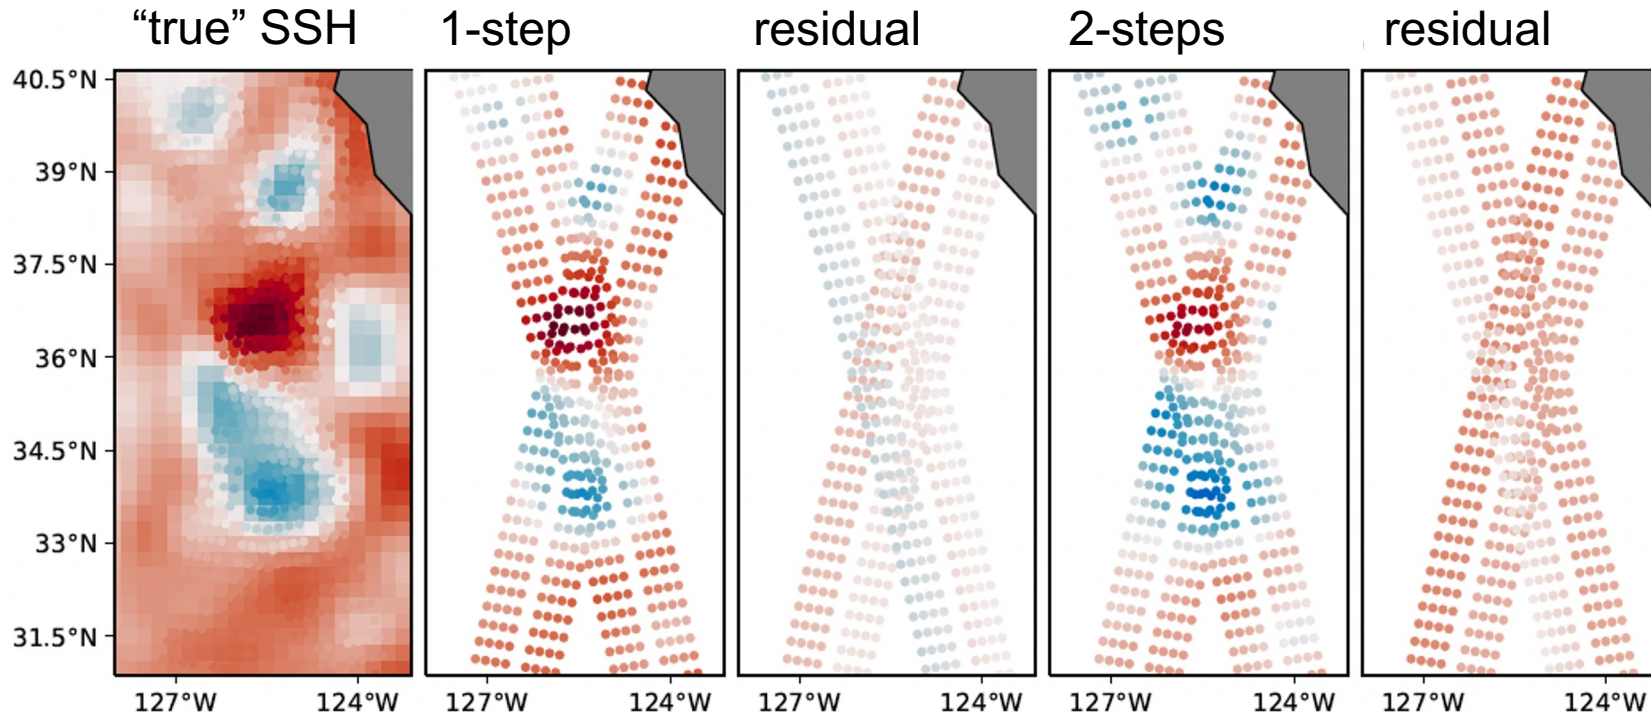 “true” SSH 1-step residual 2-steps residual
40.5°N
39°N
37.5°N
36°N
34.5°N
33°N
31.5°N
127°W 124°W 127°W 124°W 127°W 124°W 127°W 124°W 127°W 124°W